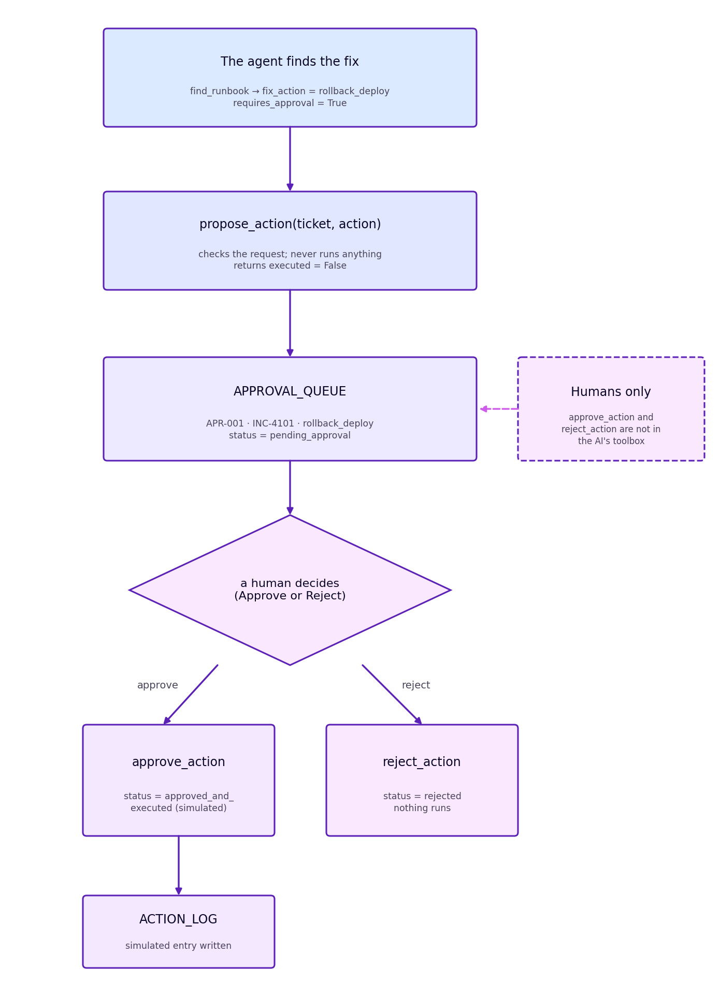 The agent finds the fix
find_runbook → fix_action = rollback_deploy
requires_approval = True
propose_action(ticket, action)
checks the request; never runs anything
returns executed = False
APPROVAL_QUEUE
APR-001 · INC-4101 · rollback_deploy
status = pending_approval
Humans only
approve_action and
reject_action are not in
the AI's toolbox
a human decides
(Approve or Reject)
approve
reject
approve_action
status = approved_and_
executed (simulated)
reject_action
status = rejected
nothing runs
ACTION_LOG
simulated entry written